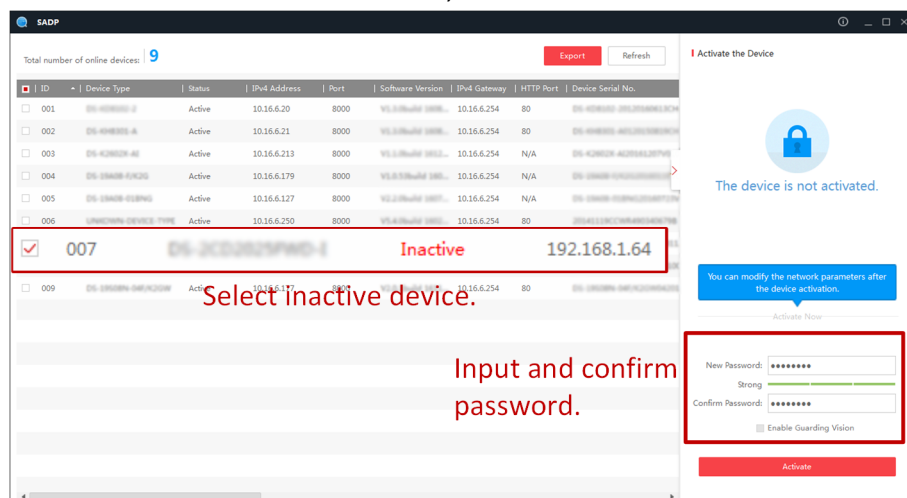 SADP
Total number of online devices: 9
Export
Refresh
ID Device Type Status IPv4 Address Port Software Version IPv4 Gateway HTTP Port Device Serial No.
001 Active 10.16.6.20 8000 10.16.6.254 80
002 Active 10.16.6.21 8000 10.16.6.254 80
003 Active 10.16.6.213 8000 10.16.6.254 N/A
004 Active 10.16.6.179 8000 10.16.6.254 N/A
005 Active 10.16.6.127 8000 10.16.6.254 N/A
006 Active 10.16.6.250 8000 10.16.6.254 80
007 Inactive 192.168.1.64
009 Active 8000 10.16.6.254 80
Select inactive device.
Input and confirm
password.
Activate the Device
The device is not activated.
You can modify the network parameters after
the device activation.
Activate Now
New Password: ●●●●●●●●
Strong
Confirm Password: ●●●●●●●●
Enable Guarding Vision
Activate